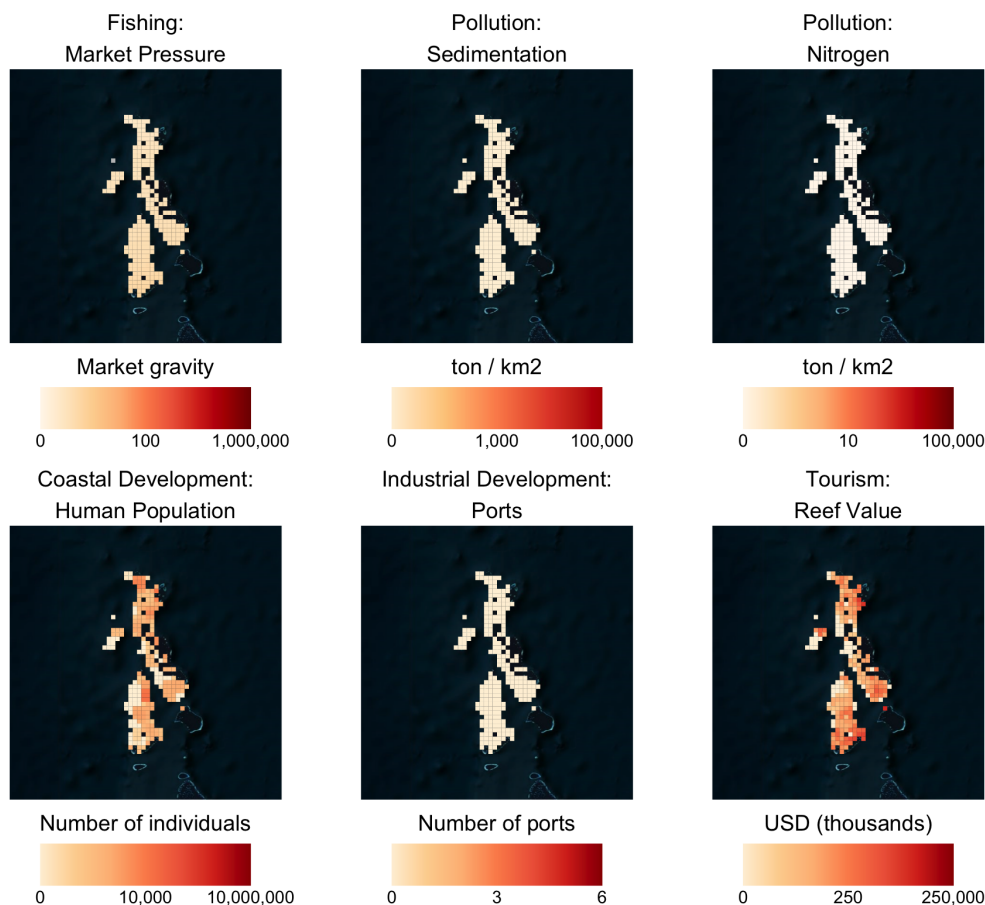 Fishing:
Market Pressure
Pollution:
Sedimentation
Pollution:
Nitrogen
Market gravity
0 100 1,000,000
ton / km2
0 1,000 100,000
ton / km2
0 10 100,000
Coastal Development:
Human Population
Industrial Development:
Ports
Tourism:
Reef Value
Number of individuals
0 10,000 10,000,000
Number of ports
0 3 6
USD (thousands)
0 250 250,000